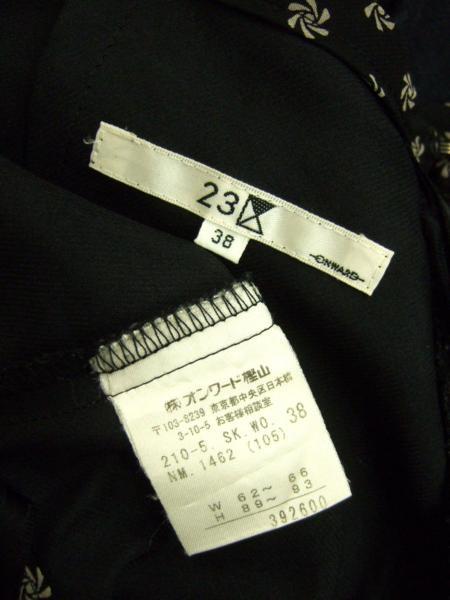 23区
38
ONWARD
㈱オンワード樫山
〒103-8239 東京都中央区日本橋
3-10-5 お客様相談室
210-5. SK. WO. 38
NM. 1462 (105)
W 62～ 66
H 89～ 93
392600